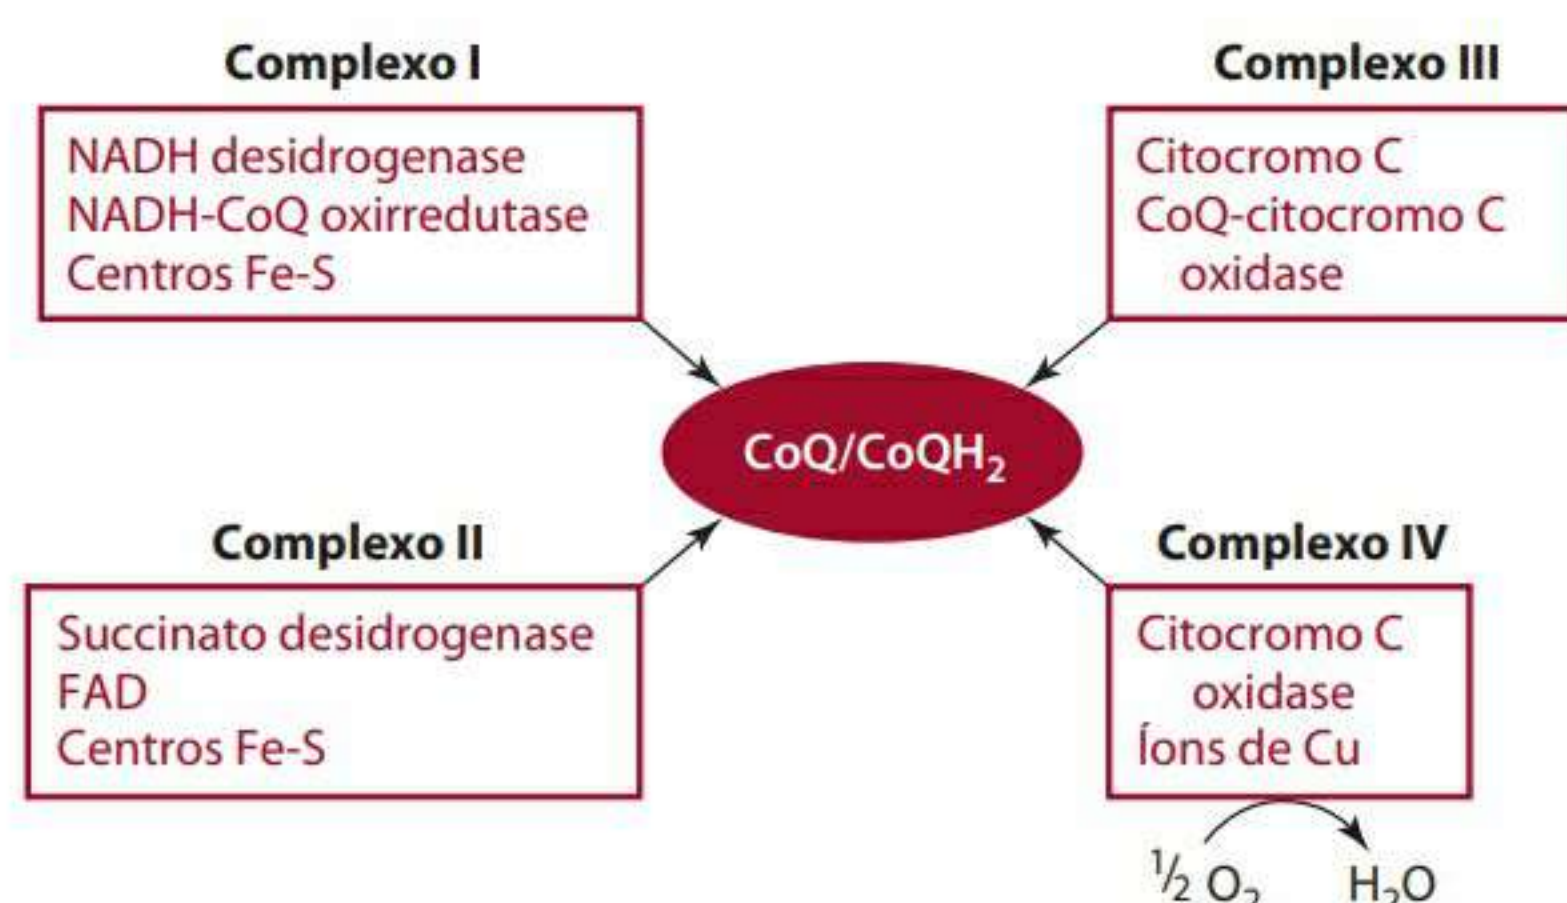 Complexo I
NADH desidrogenase
NADH-CoQ oxirredutase
Centros Fe-S
Complexo III
Citocromo C
CoQ-citocromo C
oxidase
CoQ/CoQH₂
Complexo II
Succinato desidrogenase
FAD
Centros Fe-S
Complexo IV
Citocromo C
oxidase
Íons de Cu
½ O₂ H₂O